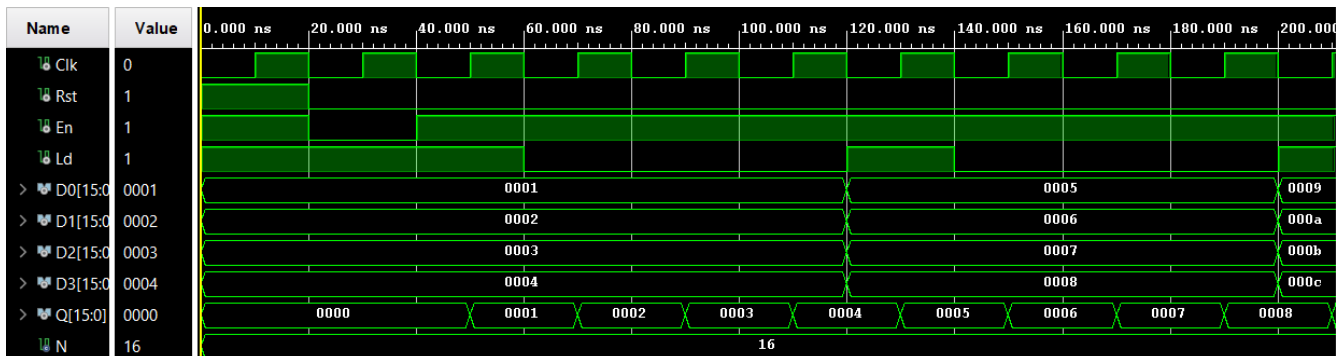 Name Value 0.000 ns 20.000 ns 40.000 ns 60.000 ns 80.000 ns 100.000 ns 120.000 ns 140.000 ns 160.000 ns 180.000 ns 200.00
Clk 0
Rst 1
En 1
Ld 1
D0[15:0 0001 0001 0005 0009
D1[15:0 0002 0002 0006 000a
D2[15:0 0003 0003 0007 000b
D3[15:0 0004 0004 0008 000c
Q[15:0] 0000 0000 0001 0002 0003 0004 0005 0006 0007 0008
N 16 16